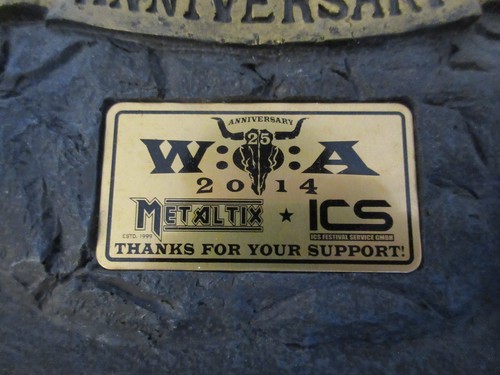 ANNIVERSARY
ANNIVERSARY
25
W:O:A
2014
METALTIX ★ ICS
ESTD. 1999 ICS FESTIVAL SERVICE GMBH
THANKS FOR YOUR SUPPORT!